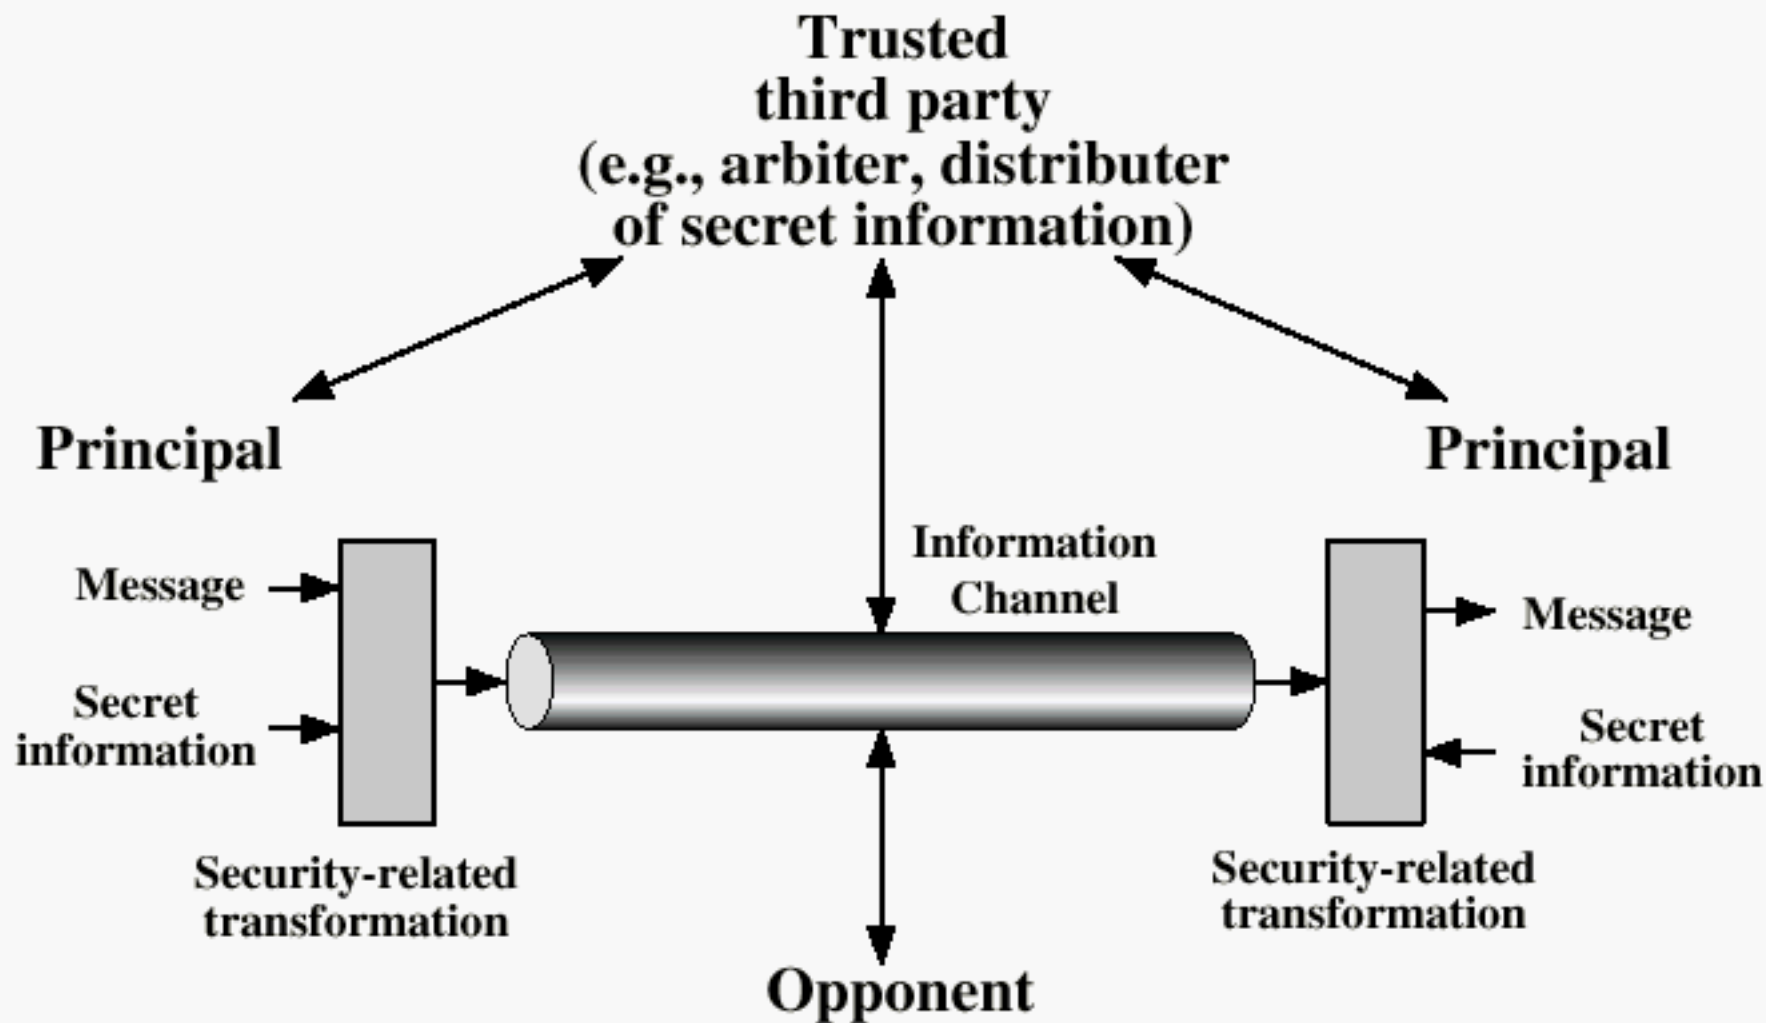 Trusted
third party
(e.g., arbiter, distributer
of secret information)
Principal
Principal
Information
Channel
Message
Secret
information
Security-related
transformation
Message
Secret
information
Security-related
transformation
Opponent